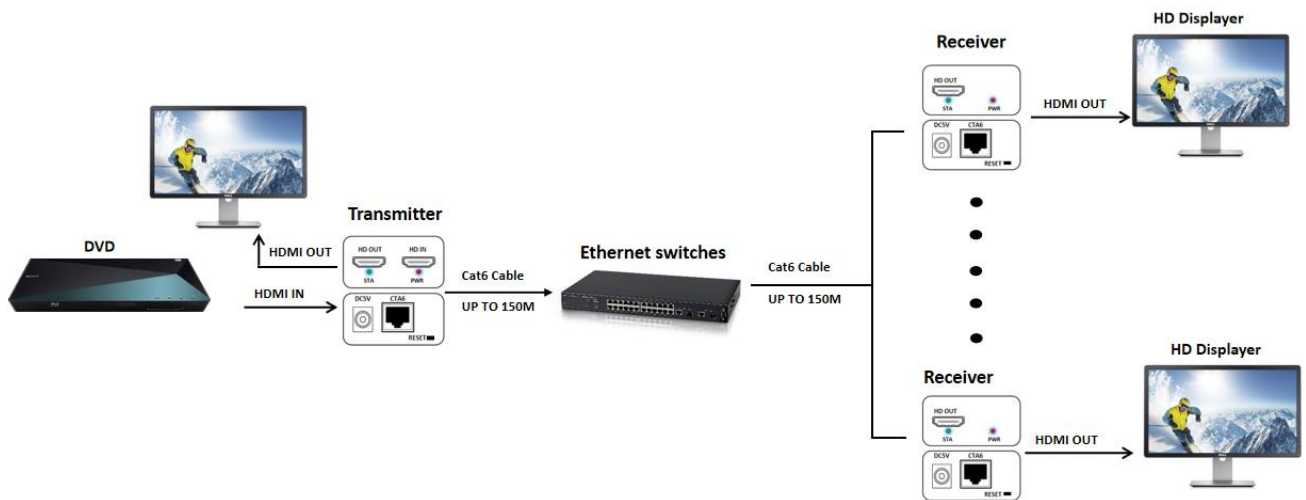 HD Displayer
Receiver
HD OUT
STA
PWR
HDMI OUT
DC5V
CTA6
RESET
Transmitter
HD OUT
HD IN
STA
PWR
DC5V
CTA6
RESET
DVD
HDMI OUT
HDMI IN
Cat6 Cable
UP TO 150M
Ethernet switches
Cat6 Cable
UP TO 150M
HD Displayer
Receiver
HD OUT
STA
PWR
HDMI OUT
DC5V
CTA6
RESET